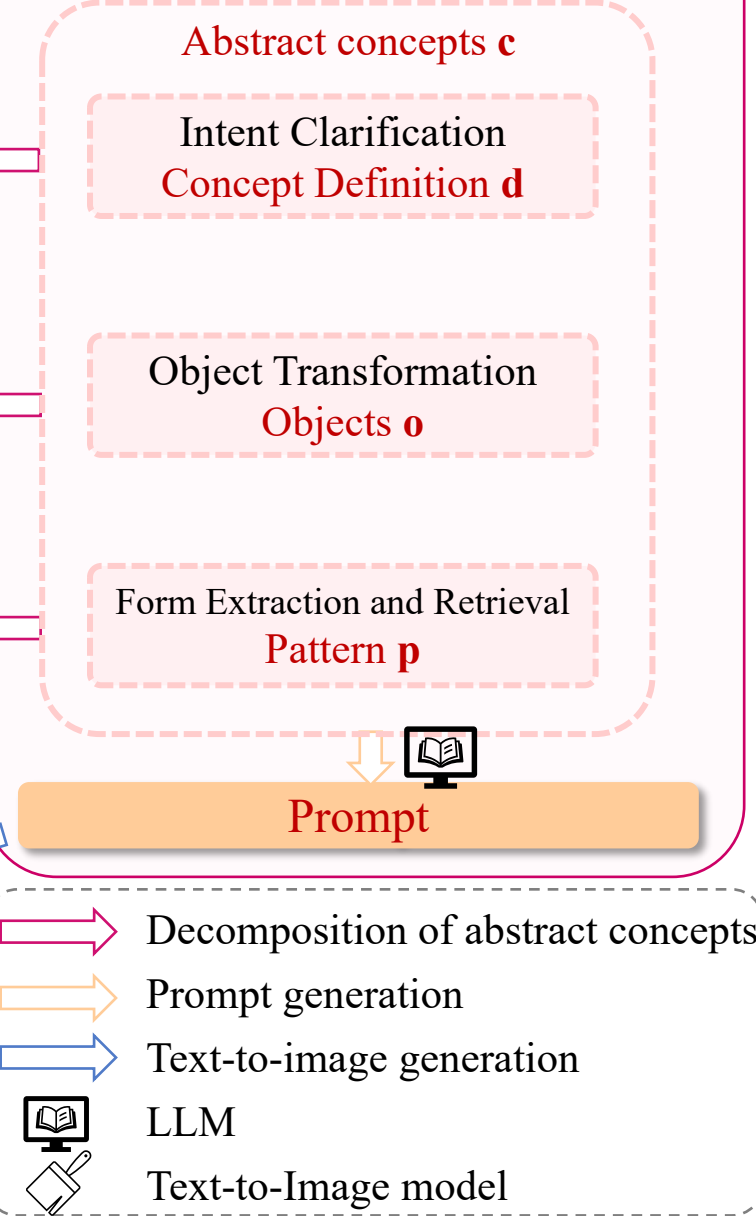 Abstract concepts c
Intent Clarification
Concept Definition d
Object Transformation
Objects o
Form Extraction and Retrieval
Pattern p
Prompt
Decomposition of abstract concepts
Prompt generation
Text-to-image generation
LLM
Text-to-Image model